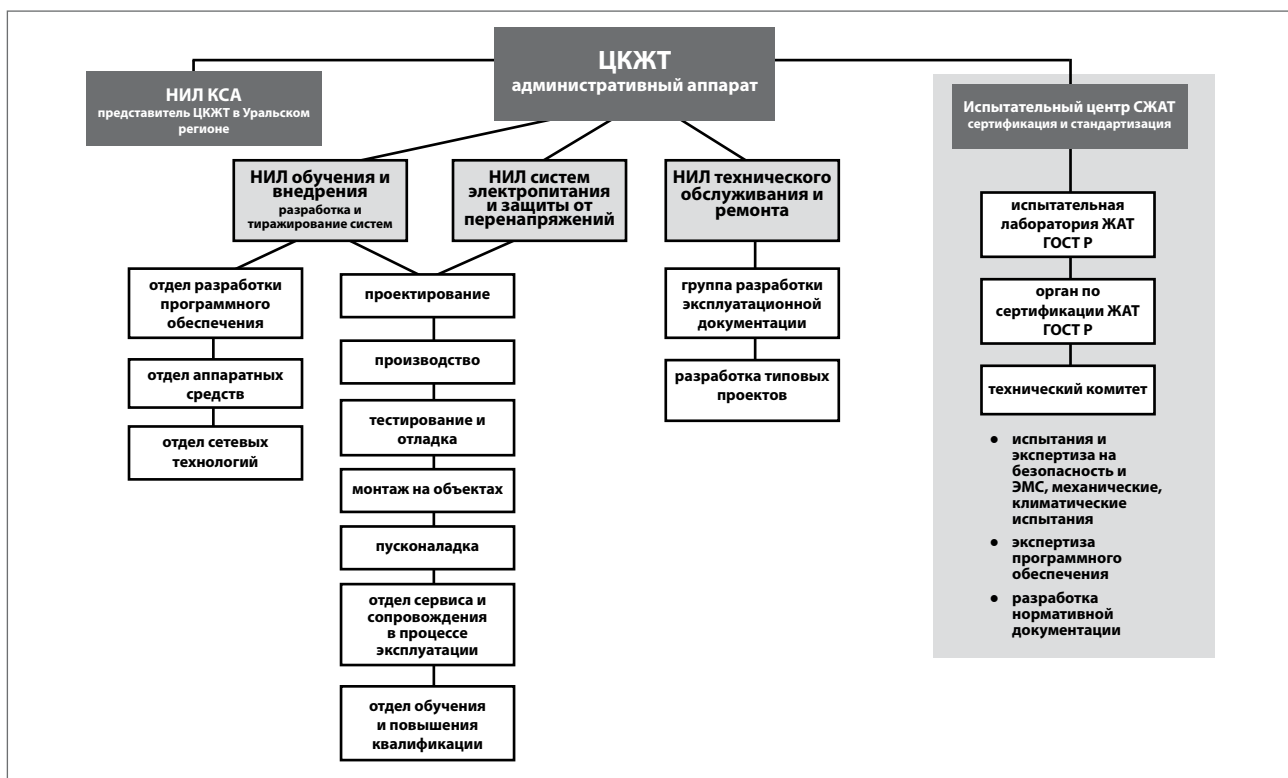 ЦКЖТ
административный аппарат
НИЛ КСА
представитель ЦКЖТ в Уральском
регионе
Испытательный центр СЖАТ
сертификация и стандартизация
НИЛ обучения и
внедрения
разработка и
тиражирование систем
НИЛ систем
электропитания
и защиты от
перенапряжений
НИЛ технического
обслуживания и
ремонта
отдел разработки
программного
обеспечения
отдел аппаратных
средств
отдел сетевых
технологий
проектирование
производство
тестирование и
отладка
монтаж на объектах
пусконаладка
отдел сервиса и
сопровождения
в процессе
эксплуатации
отдел обучения
и повышения
квалификации
группа разработки
эксплуатационной
документации
разработка типовых
проектов
испытательная
лаборатория ЖАТ
ГОСТ Р
орган по
сертификации ЖАТ
ГОСТ Р
технический комитет
● испытания и
экспертиза на
безопасность и
ЭМС, механические,
климатические
испытания
● экспертиза
программного
обеспечения
● разработка
нормативной
документации